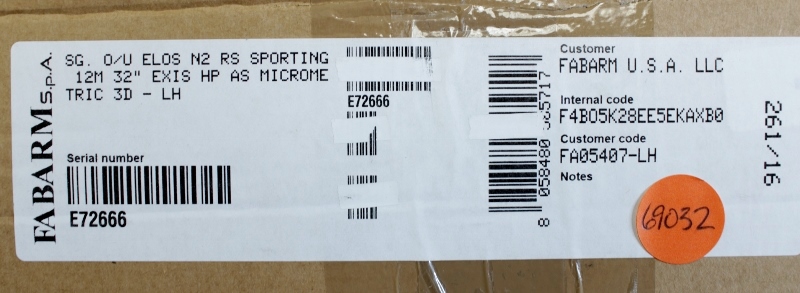 FABARM S.p.A.
SG. O/U ELOS N2 RS SPORTING
12M 32" EXIS HP AS MICROME
TRIC 3D - LH
Serial number
E72666
E72666
Customer
FABARM U.S.A. LLC
Internal code
F4B05K28EE5EKAXB0
Customer code
FA05407-LH
Notes
69032
261/16